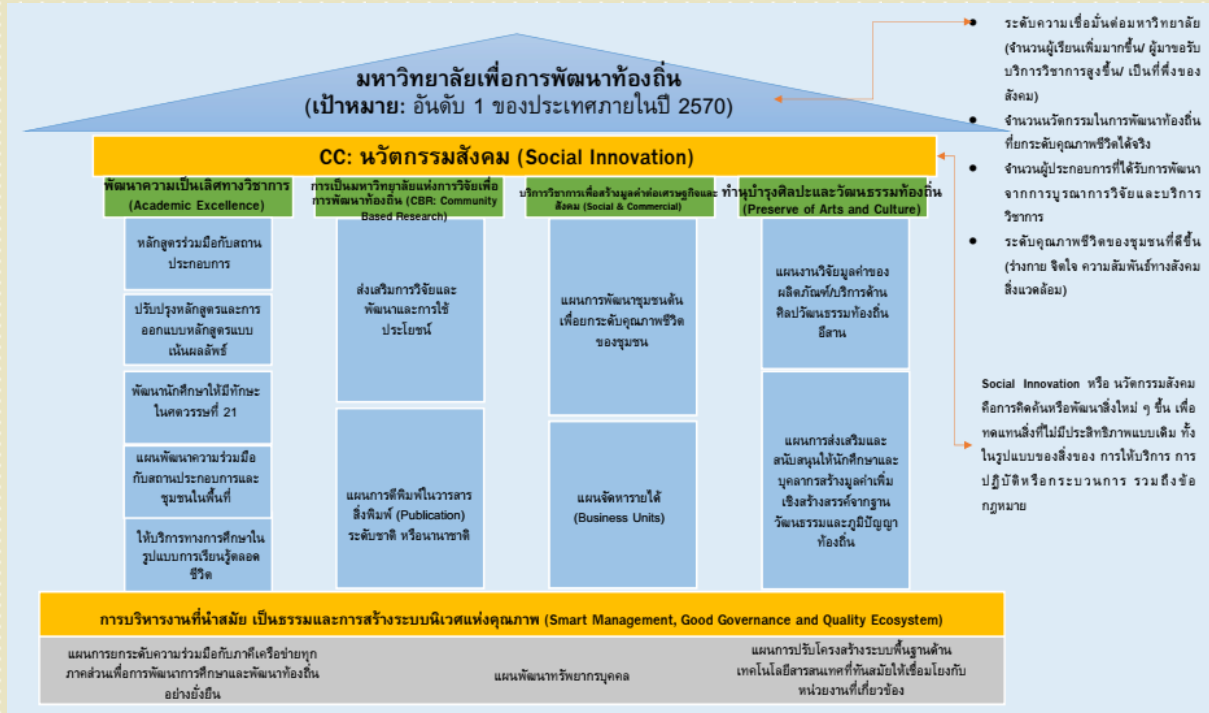 มหาวิทยาลัยเพื่อการพัฒนาท้องถิ่น
(เป้าหมาย: อันดับ 1 ของประเทศภายในปี 2570)
CC: นวัตกรรมสังคม (Social Innovation)
พัฒนาความเป็นเลิศทางวิชาการ
(Academic Excellence)
หลักสูตรร่วมมือกับสถาน
ประกอบการ
ปรับปรุงหลักสูตรและการ
ออกแบบหลักสูตรแบบ
เน้นผลลัพธ์
พัฒนานักศึกษาให้มีทักษะ
ในศตวรรษที่ 21
แผนพัฒนาความร่วมมือ
กับสถานประกอบการและ
ชุมชนในพื้นที่
ให้บริการทางการศึกษาใน
รูปแบบการเรียนรู้ตลอด
ชีวิต
การเป็นมหาวิทยาลัยแห่งการวิจัยเพื่อ
การพัฒนาท้องถิ่น (CBR: Community
Based Research)
ส่งเสริมการวิจัยและ
พัฒนาและการใช้
ประโยชน์
แผนการตีพิมพ์ในวารสาร
สิ่งพิมพ์ (Publication)
ระดับชาติ หรือนานาชาติ
บริการวิชาการเพื่อสร้างมูลค่าต่อเศรษฐกิจและ
สังคม (Social & Commercial)
แผนการพัฒนาชุมชนต้น
เพื่อยกระดับคุณภาพชีวิต
ของชุมชน
แผนจัดหารายได้
(Business Units)
ทำนุบำรุงศิลปะและวัฒนธรรมท้องถิ่น
(Preserve of Arts and Culture)
แผนงานวิจัยมูลค่าของ
ผลิตภัณฑ์/บริการด้าน
ศิลปวัฒนธรรมท้องถิ่น
อีสาน
แผนการส่งเสริมและ
สนับสนุนให้นักศึกษาและ
บุคลากรสร้างมูลค่าเพิ่ม
เชิงสร้างสรรค์จากฐาน
วัฒนธรรมและภูมิปัญญา
ท้องถิ่น
การบริหารงานที่นำสมัย เป็นธรรมและการสร้างระบบนิเวศแห่งคุณภาพ (Smart Management, Good Governance and Quality Ecosystem)
แผนการยกระดับความร่วมมือกับภาคีเครือข่ายทุก
ภาคส่วนเพื่อการพัฒนาการศึกษาและพัฒนาท้องถิ่น
อย่างยั่งยืน
แผนพัฒนาทรัพยากรบุคคล
แผนการปรับโครงสร้างระบบพื้นฐานด้าน
เทคโนโลยีสารสนเทศที่ทันสมัยให้เชื่อมโยงกับ
หน่วยงานที่เกี่ยวข้อง
• ระดับความเชื่อมั่นต่อมหาวิทยาลัย
(จำนวนผู้เรียนเพิ่มมากขึ้น/ ผู้มาขอรับ
บริการวิชาการสูงขึ้น/ เป็นที่พึ่งของ
สังคม)
• จำนวนนวัตกรรมในการพัฒนาท้องถิ่น
ที่ยกระดับคุณภาพชีวิตได้จริง
• จำนวนผู้ประกอบการที่ได้รับการพัฒนา
จากการบูรณาการวิจัยและบริการ
วิชาการ
• ระดับคุณภาพชีวิตของชุมชนที่ดีขึ้น
(ร่างกาย จิตใจ ความสัมพันธ์ทางสังคม
สิ่งแวดล้อม)
Social Innovation หรือ นวัตกรรมสังคม
คือการคิดค้นหรือพัฒนาสิ่งใหม่ ๆ ขึ้น เพื่อ
ทดแทนสิ่งที่ไม่มีประสิทธิภาพแบบเดิม ทั้ง
ในรูปแบบของสิ่งของ การให้บริการ การ
ปฏิบัติหรือกระบวนการ รวมถึงข้อ
กฎหมาย